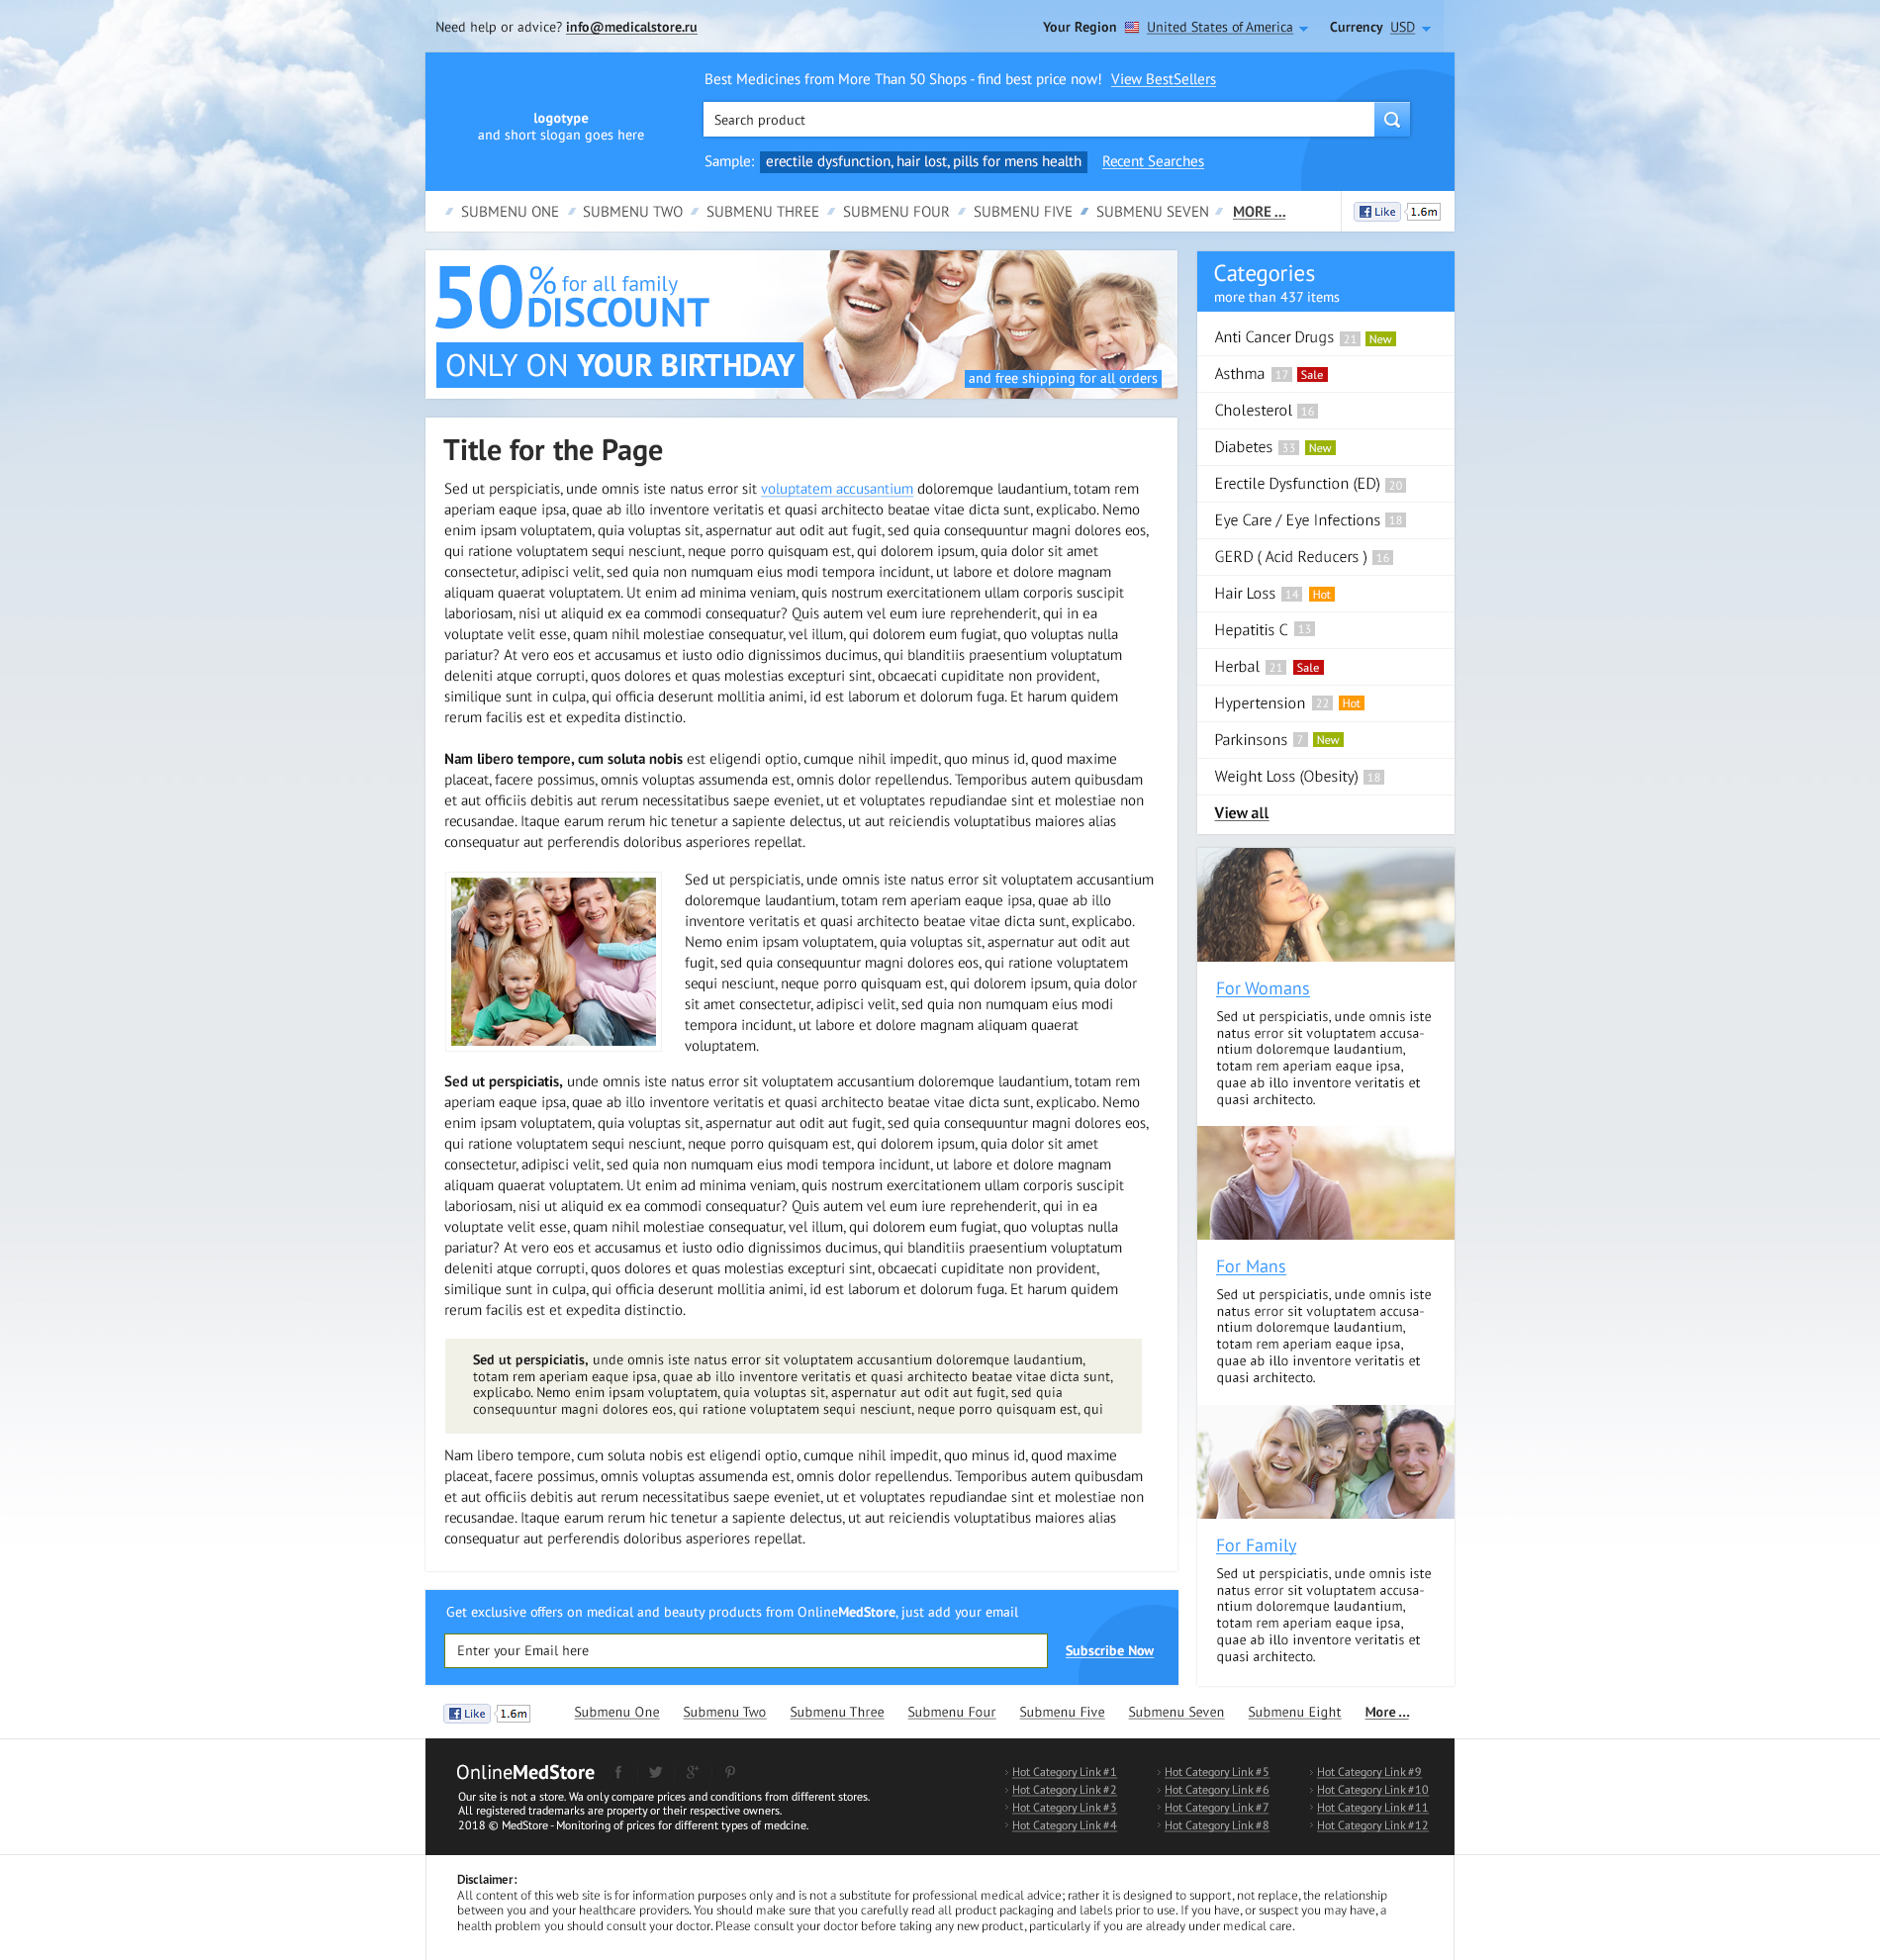 Need help or advice? info@medicalstore.ru
Your Region United States of America Currency USD
logotype
and short slogan goes here
Best Medicines from More Than 50 Shops - find best price now! View BestSellers
Search product
Sample: erectile dysfunction, hair lost, pills for mens health Recent Searches
SUBMENU ONE SUBMENU TWO SUBMENU THREE SUBMENU FOUR SUBMENU FIVE SUBMENU SEVEN MORE ...
Like 1.6m
50% for all family
DISCOUNT
ONLY ON YOUR BIRTHDAY
and free shipping for all orders
Title for the Page
Sed ut perspiciatis, unde omnis iste natus error sit voluptatem accusantium doloremque laudantium, totam rem
aperiam eaque ipsa, quae ab illo inventore veritatis et quasi architecto beatae vitae dicta sunt, explicabo. Nemo
enim ipsam voluptatem, quia voluptas sit, aspernatur aut odit aut fugit, sed quia consequuntur magni dolores eos,
qui ratione voluptatem sequi nesciunt, neque porro quisquam est, qui dolorem ipsum, quia dolor sit amet
consectetur, adipisci velit, sed quia non numquam eius modi tempora incidunt, ut labore et dolore magnam
aliquam quaerat voluptatem. Ut enim ad minima veniam, quis nostrum exercitationem ullam corporis suscipit
laboriosam, nisi ut aliquid ex ea commodi consequatur? Quis autem vel eum iure reprehenderit, qui in ea
voluptate velit esse, quam nihil molestiae consequatur, vel illum, qui dolorem eum fugiat, quo voluptas nulla
pariatur? At vero eos et accusamus et iusto odio dignissimos ducimus, qui blanditiis praesentium voluptatum
deleniti atque corrupti, quos dolores et quas molestias excepturi sint, obcaecati cupiditate non provident,
similique sunt in culpa, qui officia deserunt mollitia animi, id est laborum et dolorum fuga. Et harum quidem
rerum facilis est et expedita distinctio.
Nam libero tempore, cum soluta nobis est eligendi optio, cumque nihil impedit, quo minus id, quod maxime
placeat, facere possimus, omnis voluptas assumenda est, omnis dolor repellendus. Temporibus autem quibusdam
et aut officiis debitis aut rerum necessitatibus saepe eveniet, ut et voluptates repudiandae sint et molestiae non
recusandae. Itaque earum rerum hic tenetur a sapiente delectus, ut aut reiciendis voluptatibus maiores alias
consequatur aut perferendis doloribus asperiores repellat.
Sed ut perspiciatis, unde omnis iste natus error sit voluptatem accusantium
doloremque laudantium, totam rem aperiam eaque ipsa, quae ab illo
inventore veritatis et quasi architecto beatae vitae dicta sunt, explicabo.
Nemo enim ipsam voluptatem, quia voluptas sit, aspernatur aut odit aut
fugit, sed quia consequuntur magni dolores eos, qui ratione voluptatem
sequi nesciunt, neque porro quisquam est, qui dolorem ipsum, quia dolor
sit amet consectetur, adipisci velit, sed quia non numquam eius modi
tempora incidunt, ut labore et dolore magnam aliquam quaerat
voluptatem.
Sed ut perspiciatis, unde omnis iste natus error sit voluptatem accusantium doloremque laudantium, totam rem
aperiam eaque ipsa, quae ab illo inventore veritatis et quasi architecto beatae vitae dicta sunt, explicabo. Nemo
enim ipsam voluptatem, quia voluptas sit, aspernatur aut odit aut fugit, sed quia consequuntur magni dolores eos,
qui ratione voluptatem sequi nesciunt, neque porro quisquam est, qui dolorem ipsum, quia dolor sit amet
consectetur, adipisci velit, sed quia non numquam eius modi tempora incidunt, ut labore et dolore magnam
aliquam quaerat voluptatem. Ut enim ad minima veniam, quis nostrum exercitationem ullam corporis suscipit
laboriosam, nisi ut aliquid ex ea commodi consequatur? Quis autem vel eum iure reprehenderit, qui in ea
voluptate velit esse, quam nihil molestiae consequatur, vel illum, qui dolorem eum fugiat, quo voluptas nulla
pariatur? At vero eos et accusamus et iusto odio dignissimos ducimus, qui blanditiis praesentium voluptatum
deleniti atque corrupti, quos dolores et quas molestias excepturi sint, obcaecati cupiditate non provident,
similique sunt in culpa, qui officia deserunt mollitia animi, id est laborum et dolorum fuga. Et harum quidem
rerum facilis est et expedita distinctio.
Sed ut perspiciatis, unde omnis iste natus error sit voluptatem accusantium doloremque laudantium,
totam rem aperiam eaque ipsa, quae ab illo inventore veritatis et quasi architecto beatae vitae dicta sunt,
explicabo. Nemo enim ipsam voluptatem, quia voluptas sit, aspernatur aut odit aut fugit, sed quia
consequuntur magni dolores eos, qui ratione voluptatem sequi nesciunt, neque porro quisquam est, qui
Nam libero tempore, cum soluta nobis est eligendi optio, cumque nihil impedit, quo minus id, quod maxime
placeat, facere possimus, omnis voluptas assumenda est, omnis dolor repellendus. Temporibus autem quibusdam
et aut officiis debitis aut rerum necessitatibus saepe eveniet, ut et voluptates repudiandae sint et molestiae non
recusandae. Itaque earum rerum hic tenetur a sapiente delectus, ut aut reiciendis voluptatibus maiores alias
consequatur aut perferendis doloribus asperiores repellat.
Categories
more than 437 items
Anti Cancer Drugs 21 New
Asthma 17 Sale
Cholesterol 16
Diabetes 33 New
Erectile Dysfunction (ED) 20
Eye Care / Eye Infections 18
GERD ( Acid Reducers ) 16
Hair Loss 14 Hot
Hepatitis C 13
Herbal 21 Sale
Hypertension 22 Hot
Parkinsons 7 New
Weight Loss (Obesity) 18
View all
For Womans
Sed ut perspiciatis, unde omnis iste
natus error sit voluptatem accusa-
ntium doloremque laudantium,
totam rem aperiam eaque ipsa,
quae ab illo inventore veritatis et
quasi architecto.
For Mans
Sed ut perspiciatis, unde omnis iste
natus error sit voluptatem accusa-
ntium doloremque laudantium,
totam rem aperiam eaque ipsa,
quae ab illo inventore veritatis et
quasi architecto.
For Family
Sed ut perspiciatis, unde omnis iste
natus error sit voluptatem accusa-
ntium doloremque laudantium,
totam rem aperiam eaque ipsa,
quae ab illo inventore veritatis et
quasi architecto.
Get exclusive offers on medical and beauty products from OnlineMedStore, just add your email
Enter your Email here
Subscribe Now
Like 1.6m
Submenu One Submenu Two Submenu Three Submenu Four Submenu Five Submenu Seven Submenu Eight More ...
OnlineMedStore
Our site is not a store. Wa only compare prices and conditions from different stores.
All registered trademarks are property or their respective owners.
2018 © MedStore - Monitoring of prices for different types of medcine.
Hot Category Link #1
Hot Category Link #2
Hot Category Link #3
Hot Category Link #4
Hot Category Link #5
Hot Category Link #6
Hot Category Link #7
Hot Category Link #8
Hot Category Link #9
Hot Category Link #10
Hot Category Link #11
Hot Category Link #12
Disclaimer:
All content of this web site is for information purposes only and is not a substitute for professional medical advice; rather it is designed to support, not replace, the relationship
between you and your healthcare providers. You should make sure that you carefully read all product packaging and labels prior to use. If you have, or suspect you may have, a
health problem you should consult your doctor. Please consult your doctor before taking any new product, particularly if you are already under medical care.